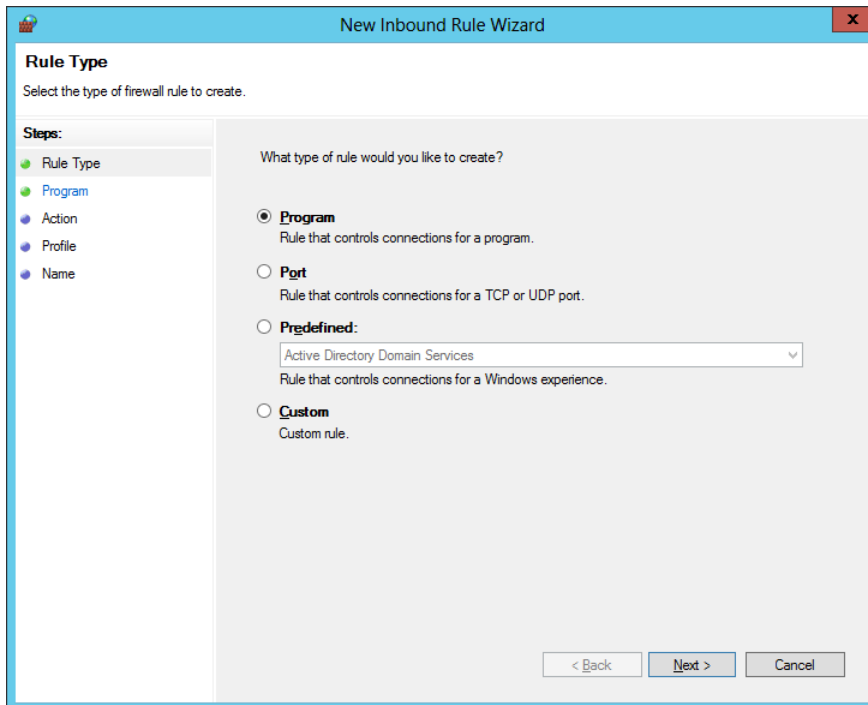 New Inbound Rule Wizard
x
Rule Type
Select the type of firewall rule to create.
Steps:
Rule Type
Program
Action
Profile
Name
What type of rule would you like to create?
Program
Rule that controls connections for a program.
Port
Rule that controls connections for a TCP or UDP port.
Predefined:
Active Directory Domain Services
Rule that controls connections for a Windows experience.
Custom
Custom rule.
< Back
Next >
Cancel